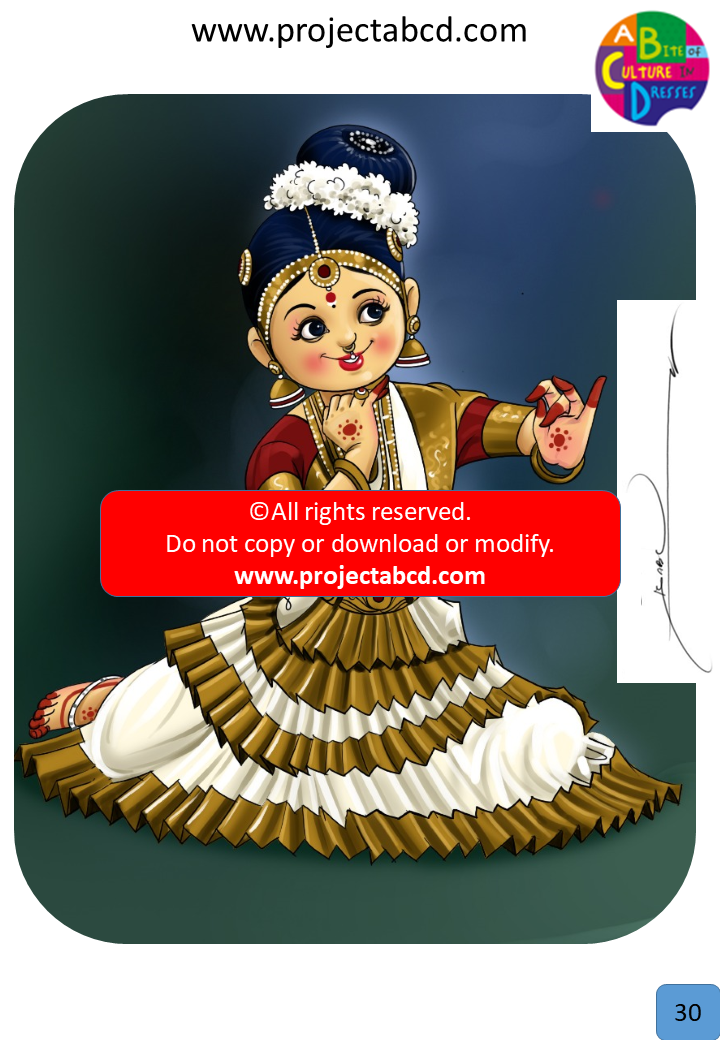 www.projectabcd.com
A BITE OF
CULTURE IN
DRESSES
©All rights reserved.
Do not copy or download or modify.
www.projectabcd.com
30